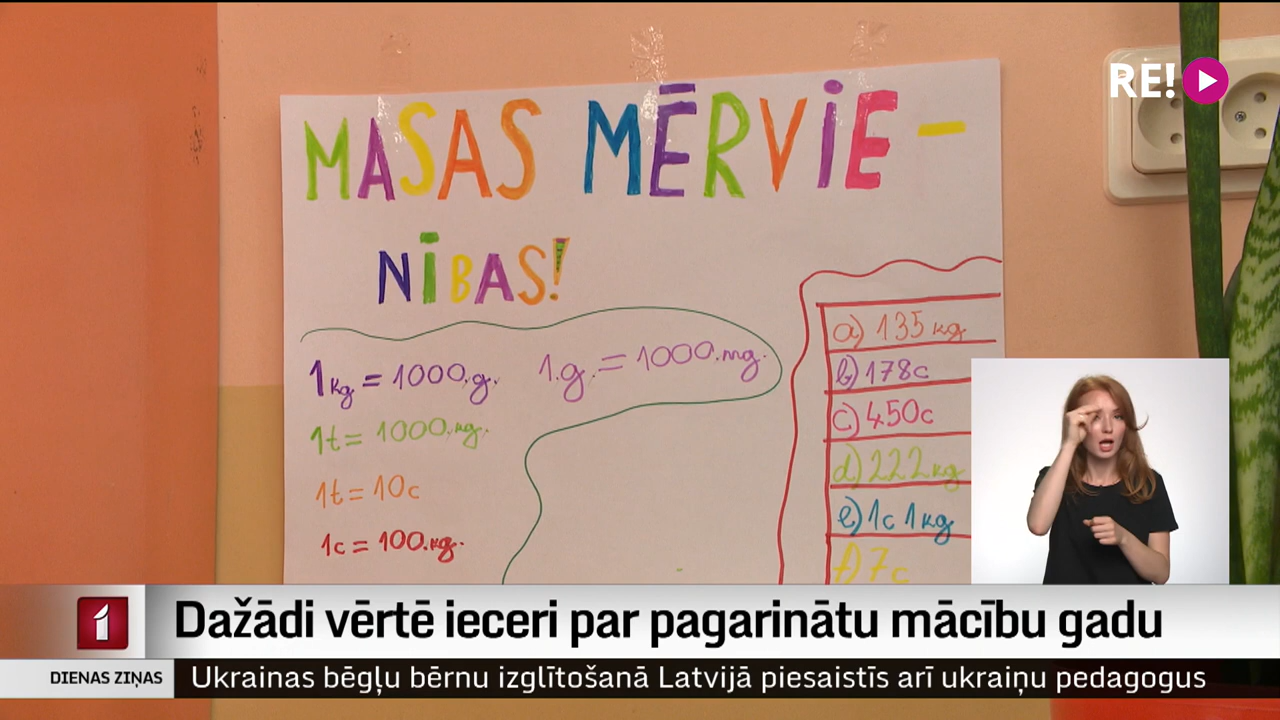 RE!
MASAS MĒRVIE-
NĪBAS!
1kg = 1000.g.
1.g. = 1000.mg.
1t = 1000.kg.
1t = 10c
1c = 100.kg.
a) 135 kg
b) 178c
c) 450c
d) 222 kg
e) 1c 1 kg
f) 7c
1
Dažādi vērtē ieceri par pagarinātu mācību gadu
DIENAS ZIŅAS
Ukrainas bēgļu bērnu izglītošanā Latvijā piesaistīs arī ukraiņu pedagogus